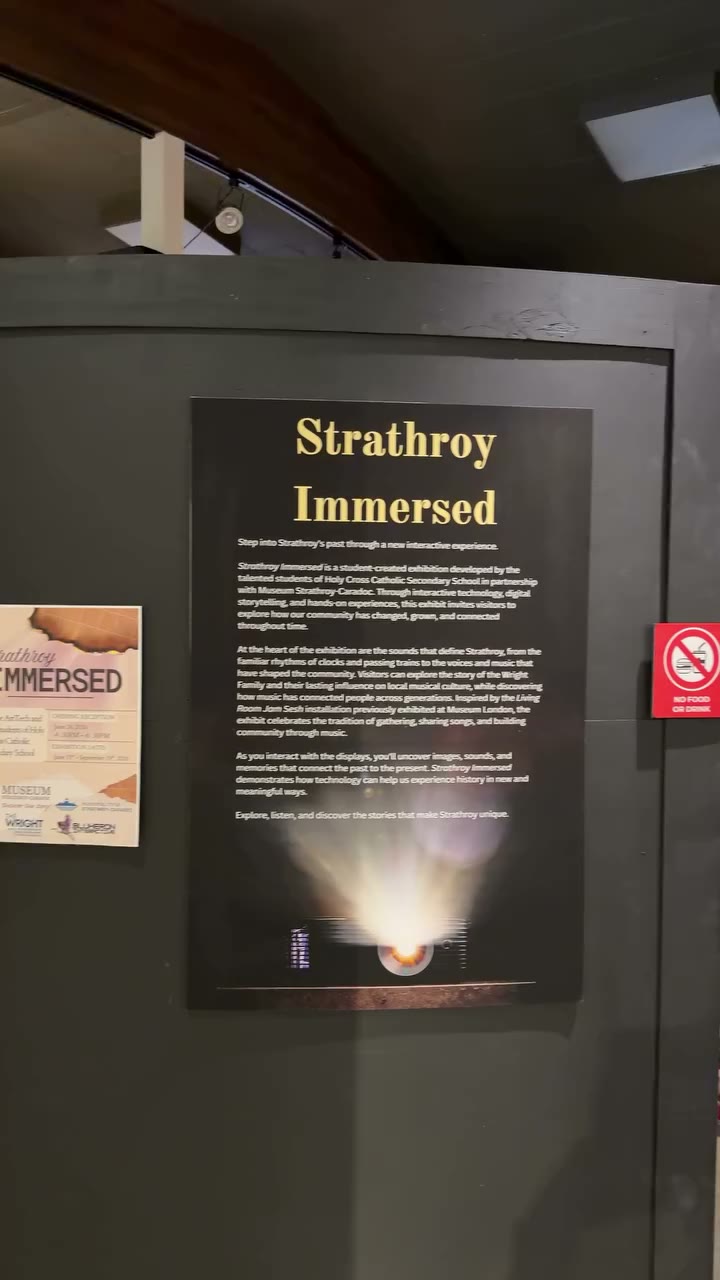 Strathroy
Immersed
Step into Strathroy's past through a new interactive experience.
Strathroy Immersed is a student-created exhibition developed by the
talented students of Holy Cross Catholic Secondary School in partnership
with Museum Strathroy-Caradoc. Through interactive technology, digital
storytelling, and hands-on experiences, this exhibit invites visitors to
explore how our community has changed, grown, and connected
throughout time.
At the heart of the exhibition are the sounds that define Strathroy, from the
familiar rhythms of clocks and passing trains to the voices and music that
have shaped the community. Visitors can explore the story of the Wright
Family and their lasting influence on local musical culture, while discovering
how music has connected people across generations. Inspired by the Living
Room Jam Sesh installation previously exhibited at Museum London, the
exhibit celebrates the tradition of gathering, sharing songs, and building
community through music.
As you interact with the displays, you'll uncover images, sounds, and
memories that connect the past to the present. Strathroy Immersed
demonstrates how technology can help us experience history in new and
meaningful ways.
Explore, listen, and discover the stories that make Strathroy unique.
IMMERSED
OPENING RECEPTION
EXHIBITION DATES
School
MUSEUM
WRIGHT
NO FOOD
OR DRINK